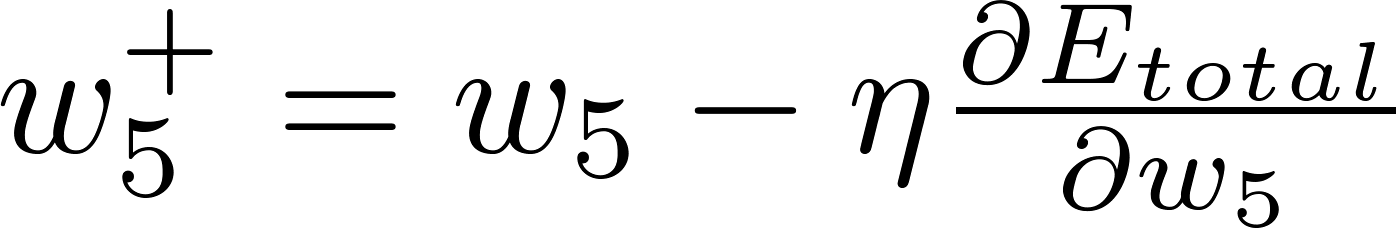 w_5^+ = w_5 - \eta \frac{\partial E_{total}}{\partial w_5}